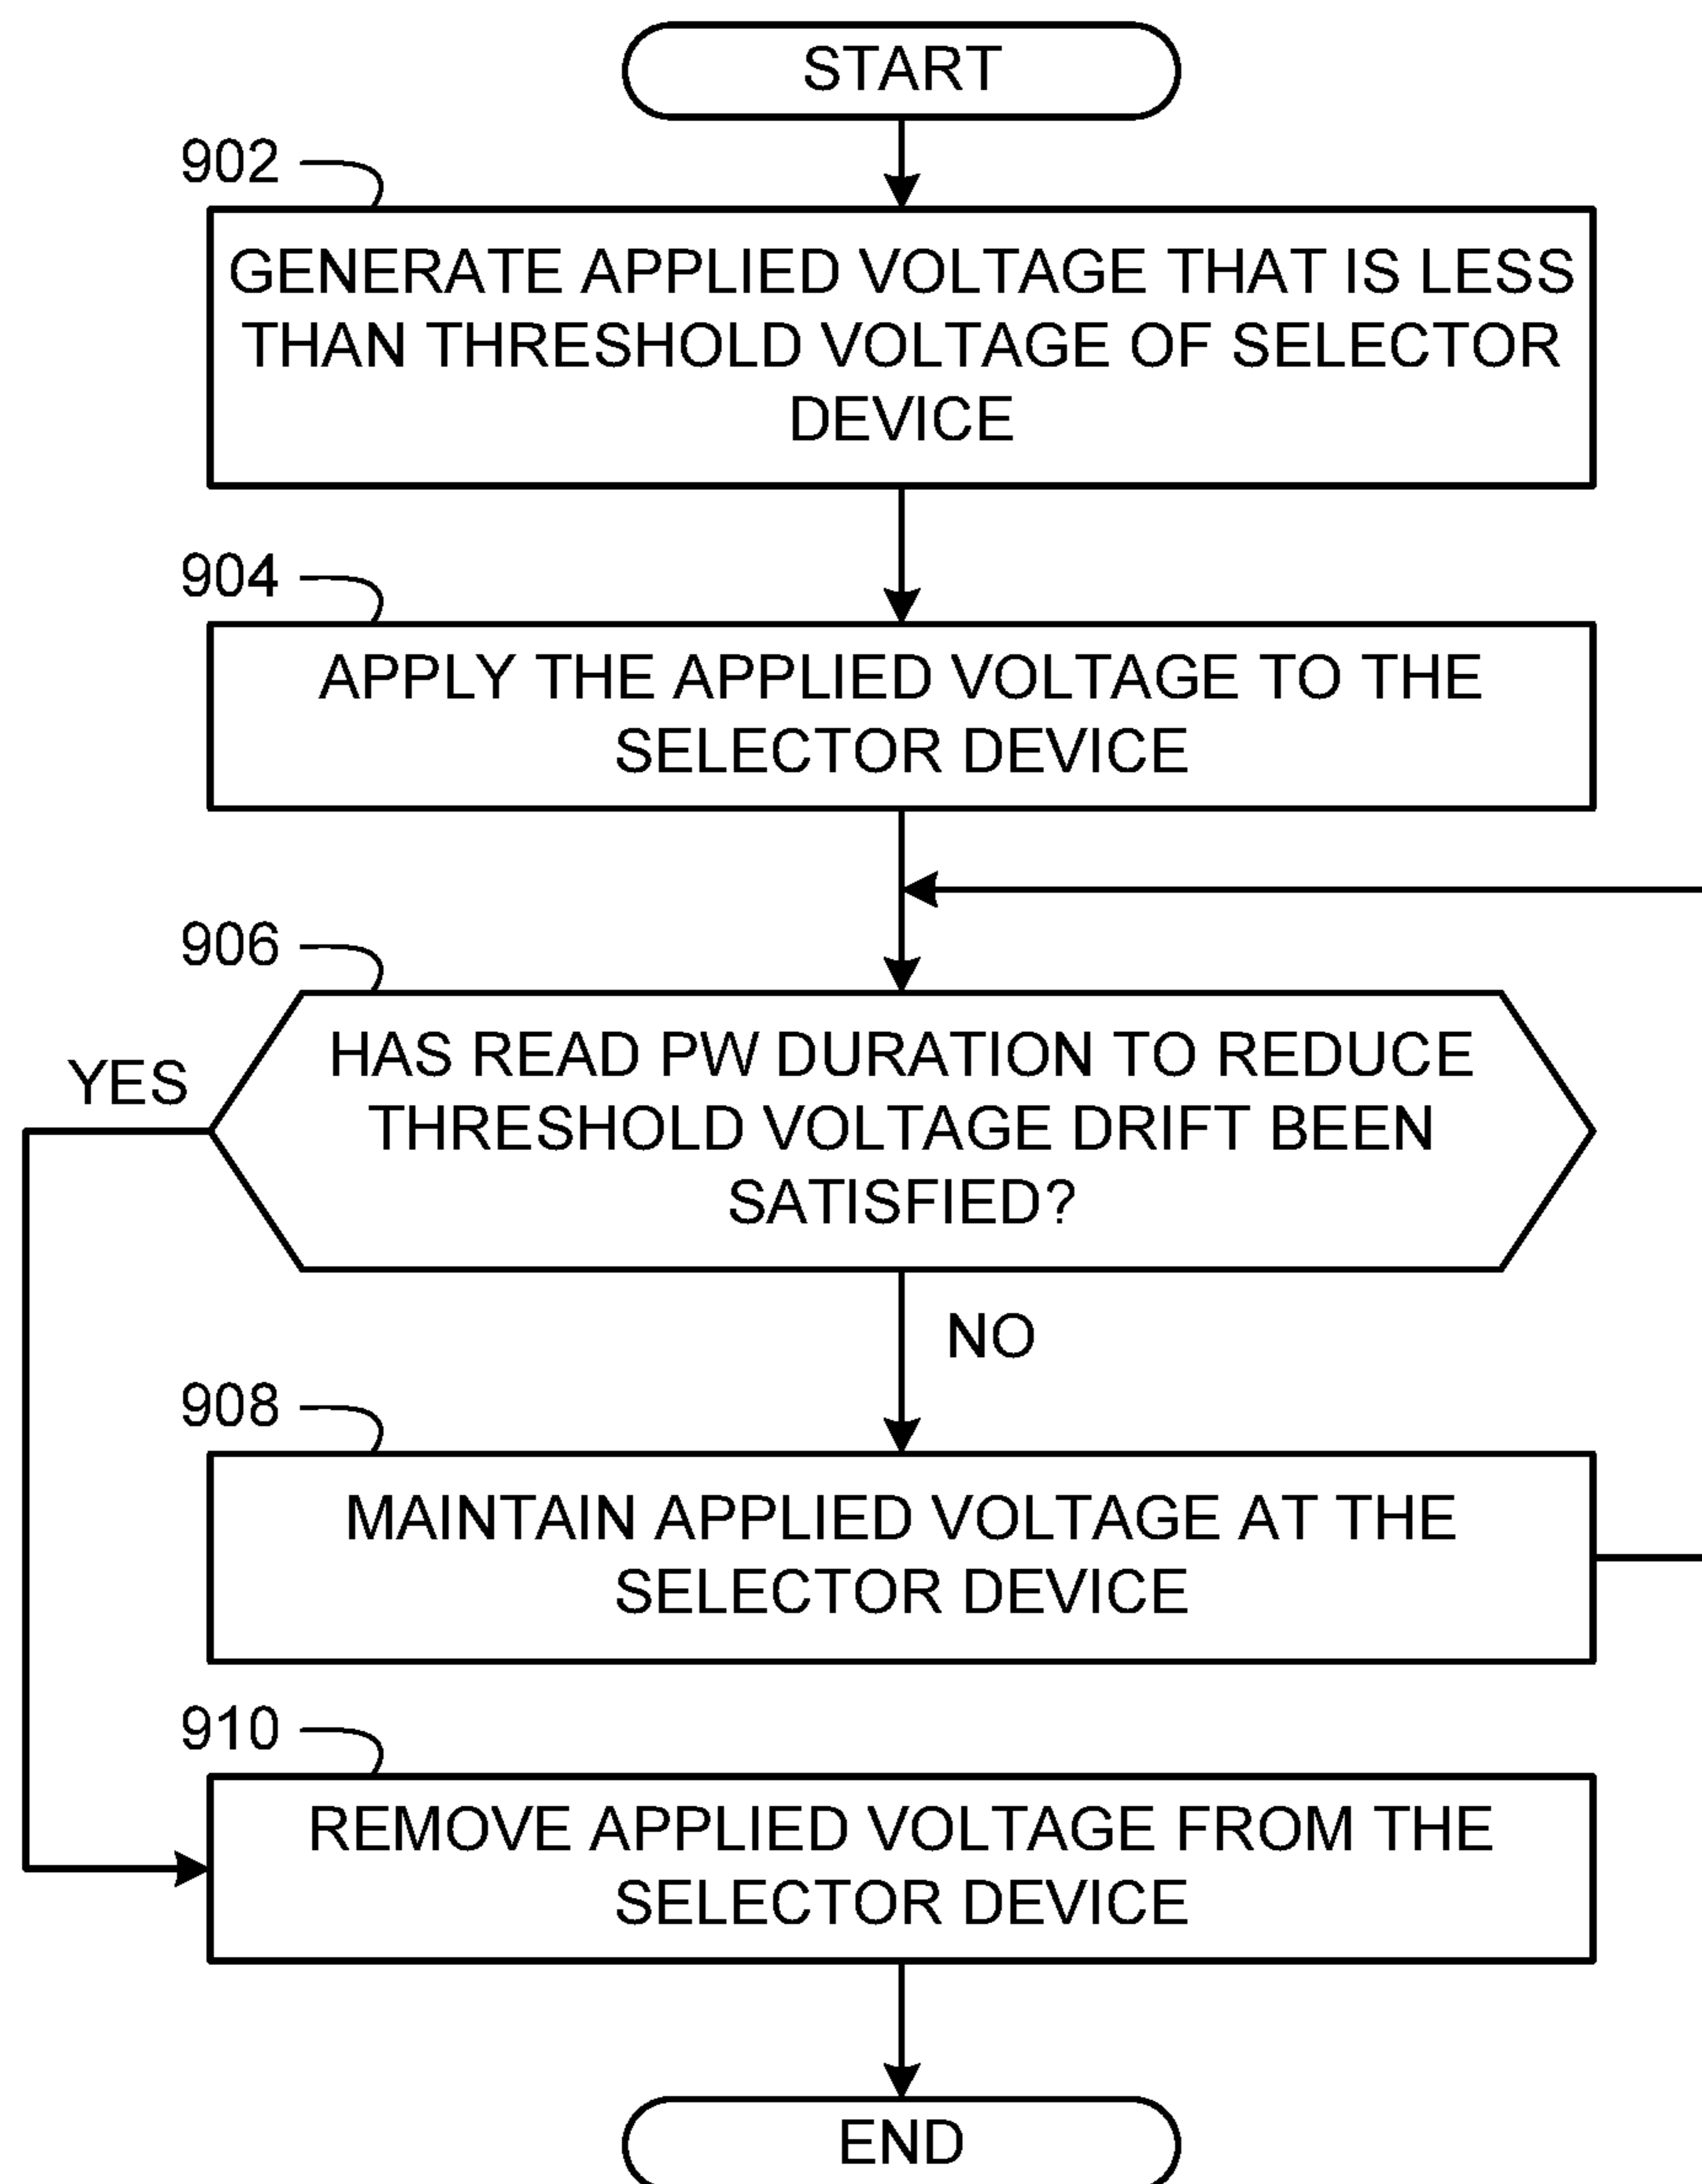 START
902
GENERATE APPLIED VOLTAGE THAT IS LESS
THAN THRESHOLD VOLTAGE OF SELECTOR
DEVICE
904
APPLY THE APPLIED VOLTAGE TO THE
SELECTOR DEVICE
906
HAS READ PW DURATION TO REDUCE
THRESHOLD VOLTAGE DRIFT BEEN
SATISFIED?
YES
NO
908
MAINTAIN APPLIED VOLTAGE AT THE
SELECTOR DEVICE
910
REMOVE APPLIED VOLTAGE FROM THE
SELECTOR DEVICE
END